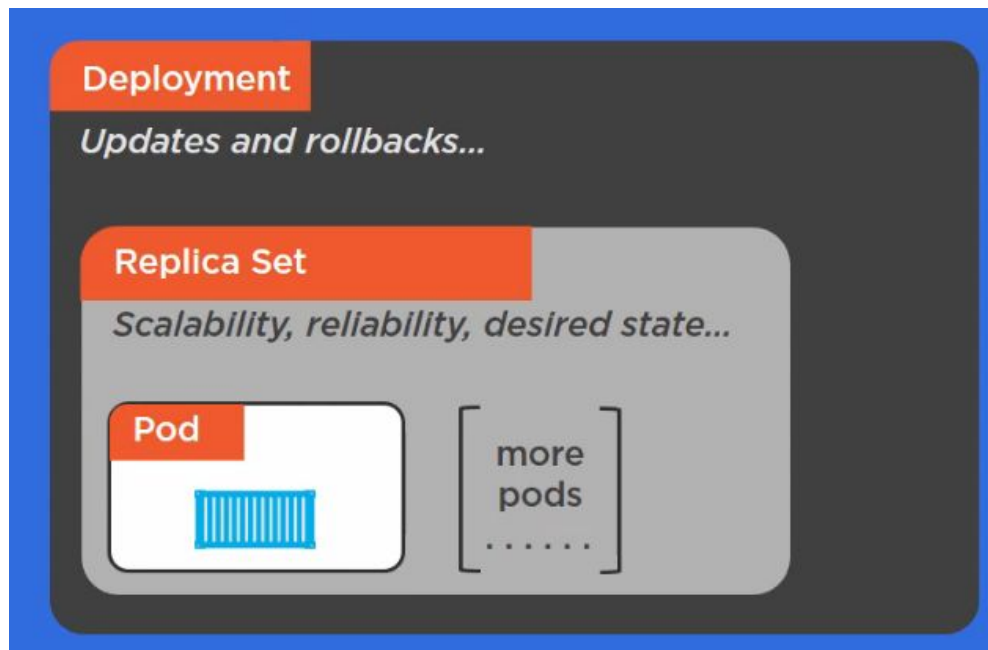 Deployment
Updates and rollbacks...
Replica Set
Scalability, reliability, desired state...
Pod
more
pods
......